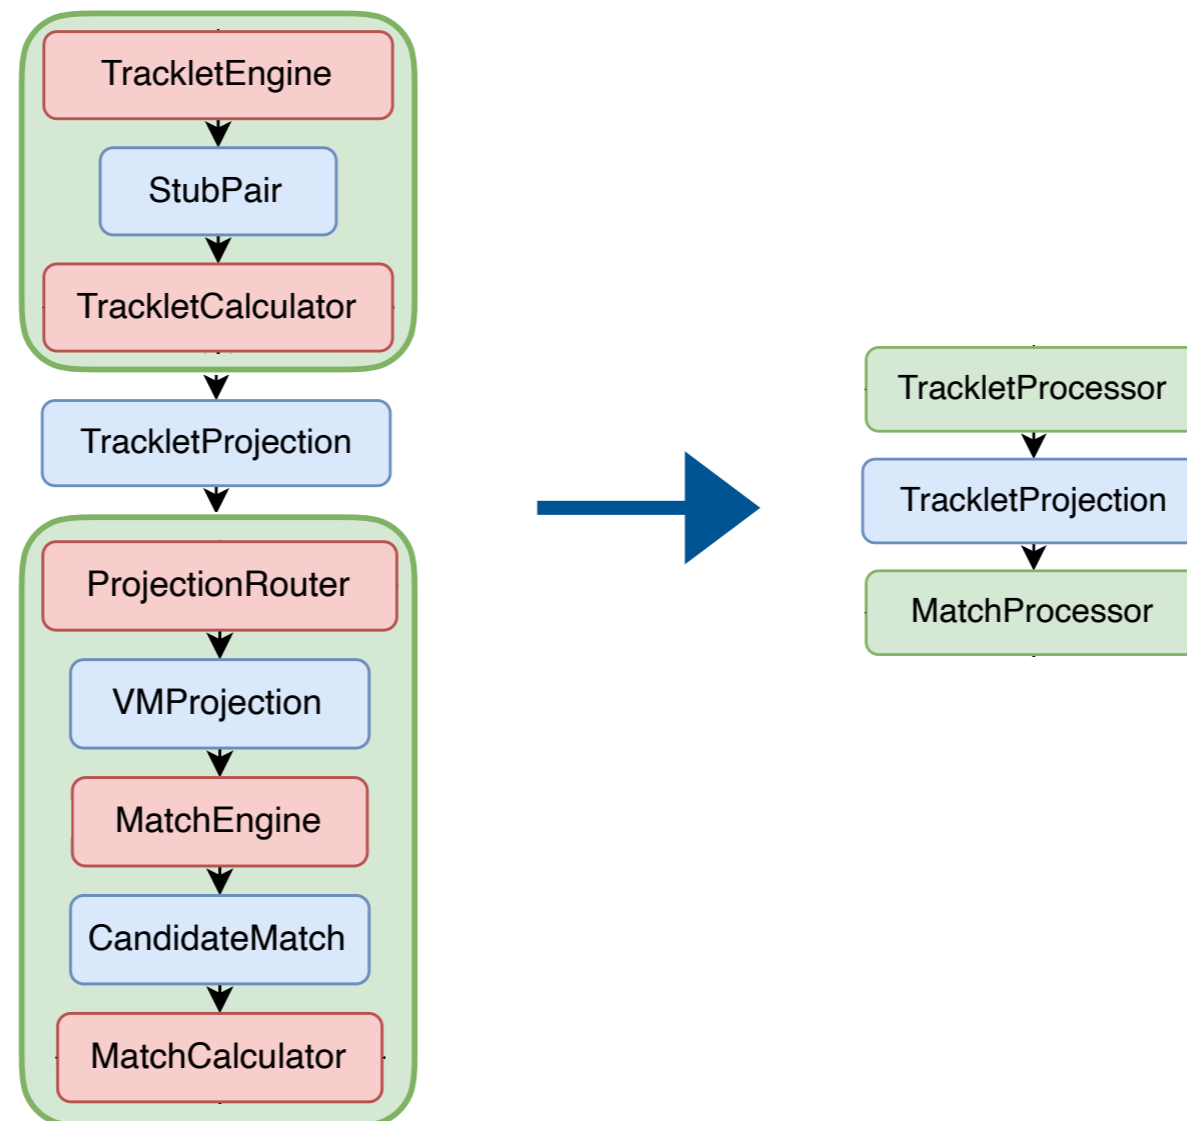 TrackletEngine
StubPair
TrackletCalculator
TrackletProjection
ProjectionRouter
VMProjection
MatchEngine
CandidateMatch
MatchCalculator
TrackletProcessor
TrackletProjection
MatchProcessor